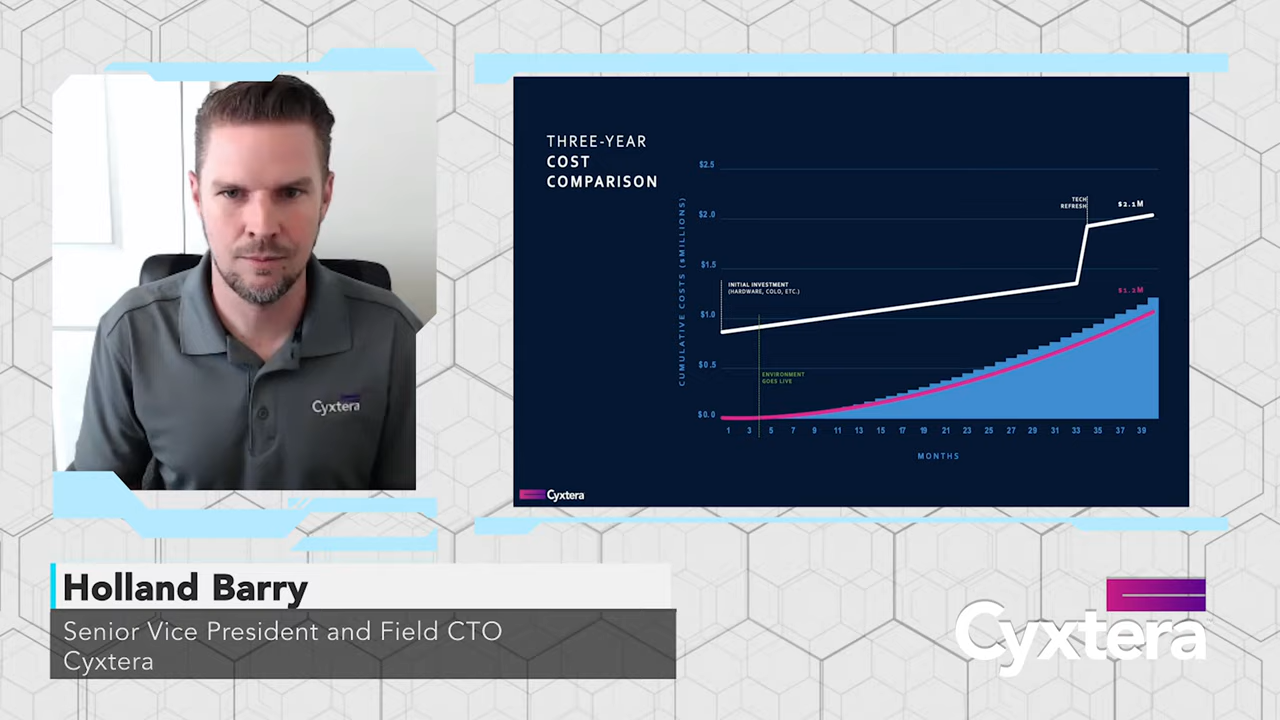 THREE-YEAR
COST
COMPARISON
CUMULATIVE COSTS ($MILLIONS)
$2.5
$2.0
$1.5
$1.0
$0.5
$0.0
INITIAL INVESTMENT
(HARDWARE, COLO, ETC.)
ENVIRONMENT
GOES LIVE
TECH
REFRESH
$2.1M
$1.2M
1 3 5 7 9 11 13 15 17 19 21 23 25 27 29 31 33 35 37 39
MONTHS
Cyxtera
Cyxtera
Holland Barry
Senior Vice President and Field CTO
Cyxtera
Cyxtera